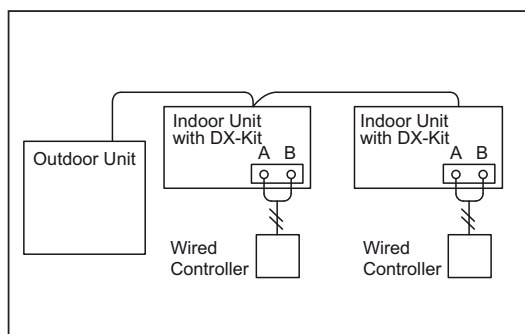 Outdoor Unit
Indoor Unit
with DX-Kit
A B
Wired
Controller
Indoor Unit
with DX-Kit
A B
Wired
Controller